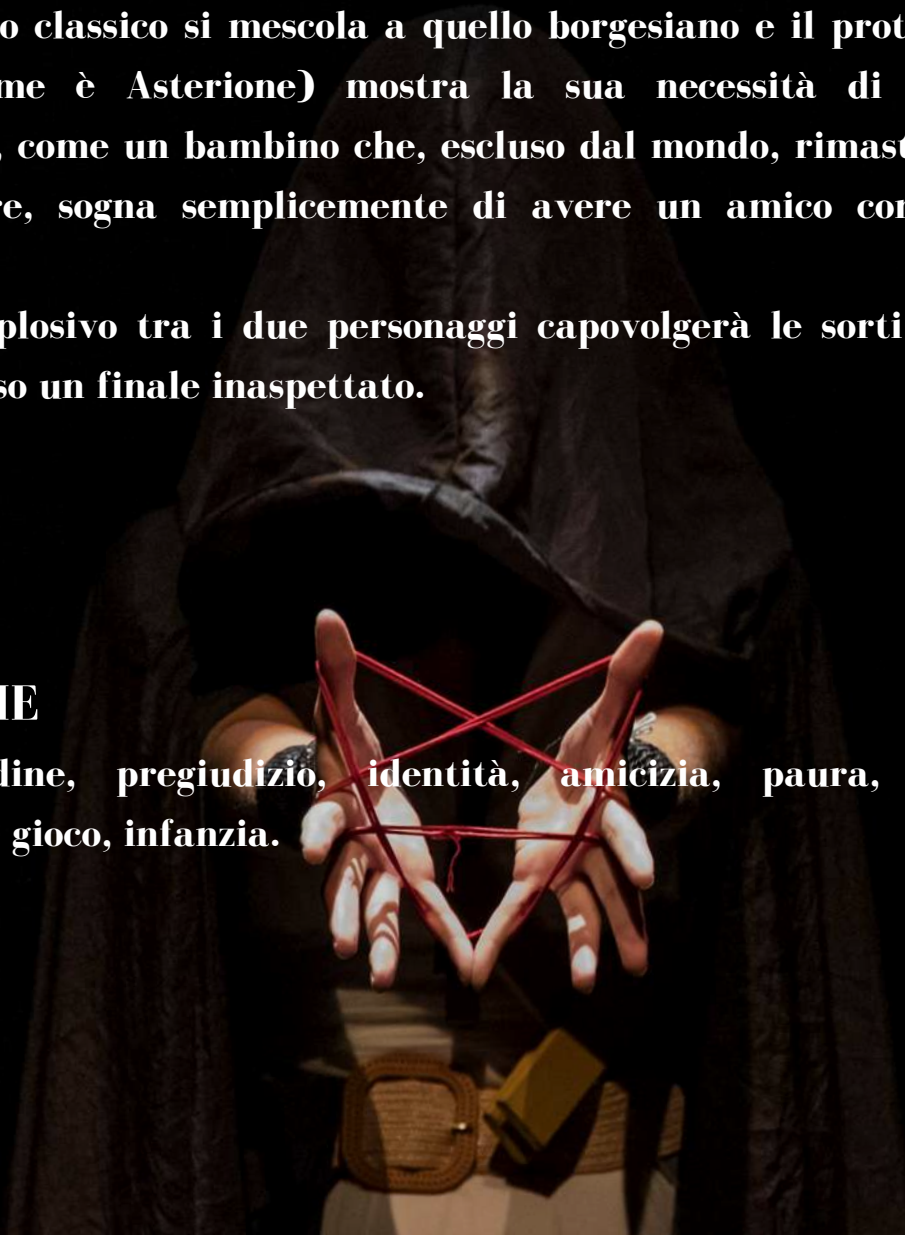 o classico si mescola a quello borgesiano e il prot
me è Asterione) mostra la sua necessità di
, come un bambino che, escluso dal mondo, rimast
re, sogna semplicemente di avere un amico con
plosivo tra i due personaggi capovolgerà le sorti
so un finale inaspettato.
IE
dine, pregiudizio, identità, amicizia, paura,
gioco, infanzia.